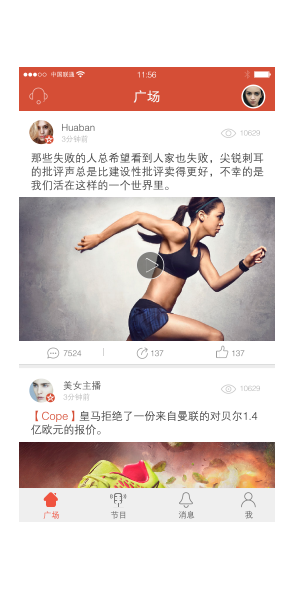 中国联通 11:56
广场
Huaban
3分钟前
10629
那些失败的人总希望看到人家也失败，尖锐刺耳
的批评声总是比建设性批评卖得更好，不幸的是
我们活在这样的一个世界里。
7524 137 137
美女主播
3分钟前
10629
【Cope】皇马拒绝了一份来自曼联的对贝尔1.4
亿欧元的报价。
广场 节目 消息 我